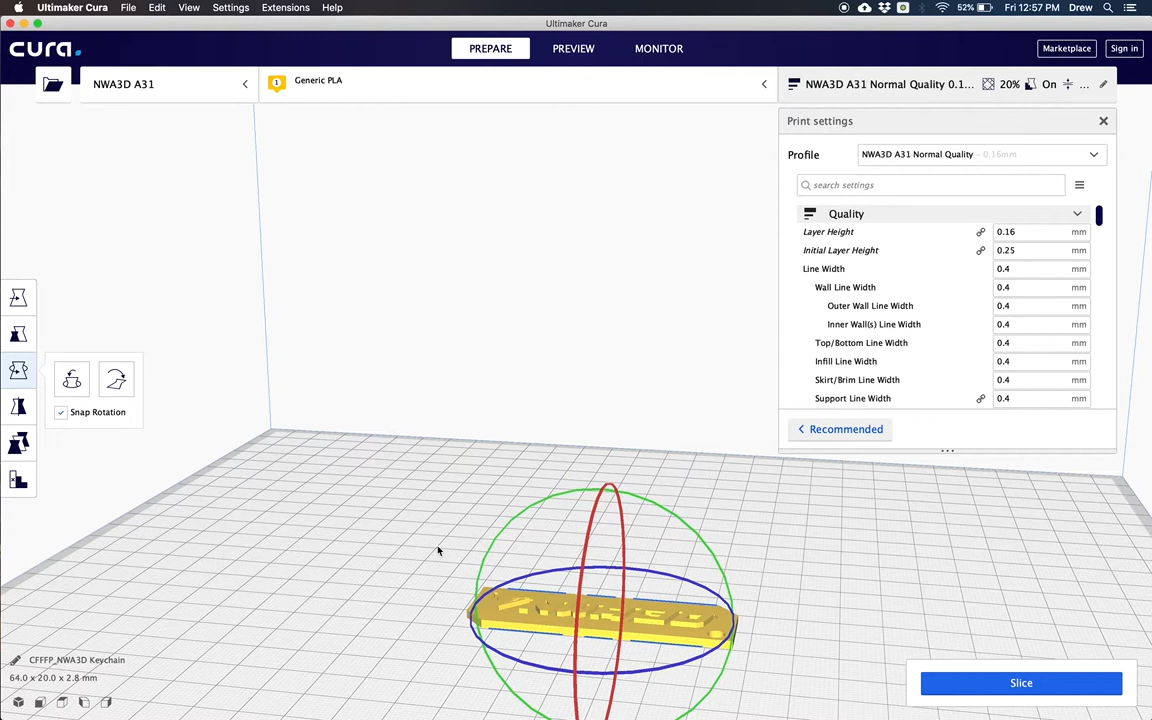 Ultimaker Cura File Edit View Settings Extensions Help 52% Fri 12:57 PM Drew
Ultimaker Cura
cura. PREPARE PREVIEW MONITOR Marketplace Sign in
NWA3D A31 1 Generic PLA NWA3D A31 Normal Quality 0.1... 20% On ...
Print settings
Profile NWA3D A31 Normal Quality - 0.16mm
search settings
Quality
Layer Height 0.16 mm
Initial Layer Height 0.25 mm
Line Width 0.4 mm
Wall Line Width 0.4 mm
Outer Wall Line Width 0.4 mm
Inner Wall(s) Line Width 0.4 mm
Top/Bottom Line Width 0.4 mm
Infill Line Width 0.4 mm
Skirt/Brim Line Width 0.4 mm
Support Line Width 0.4 mm
Recommended
Snap Rotation
CFFFP_NWA3D Keychain
64.0 x 20.0 x 2.8 mm
Slice